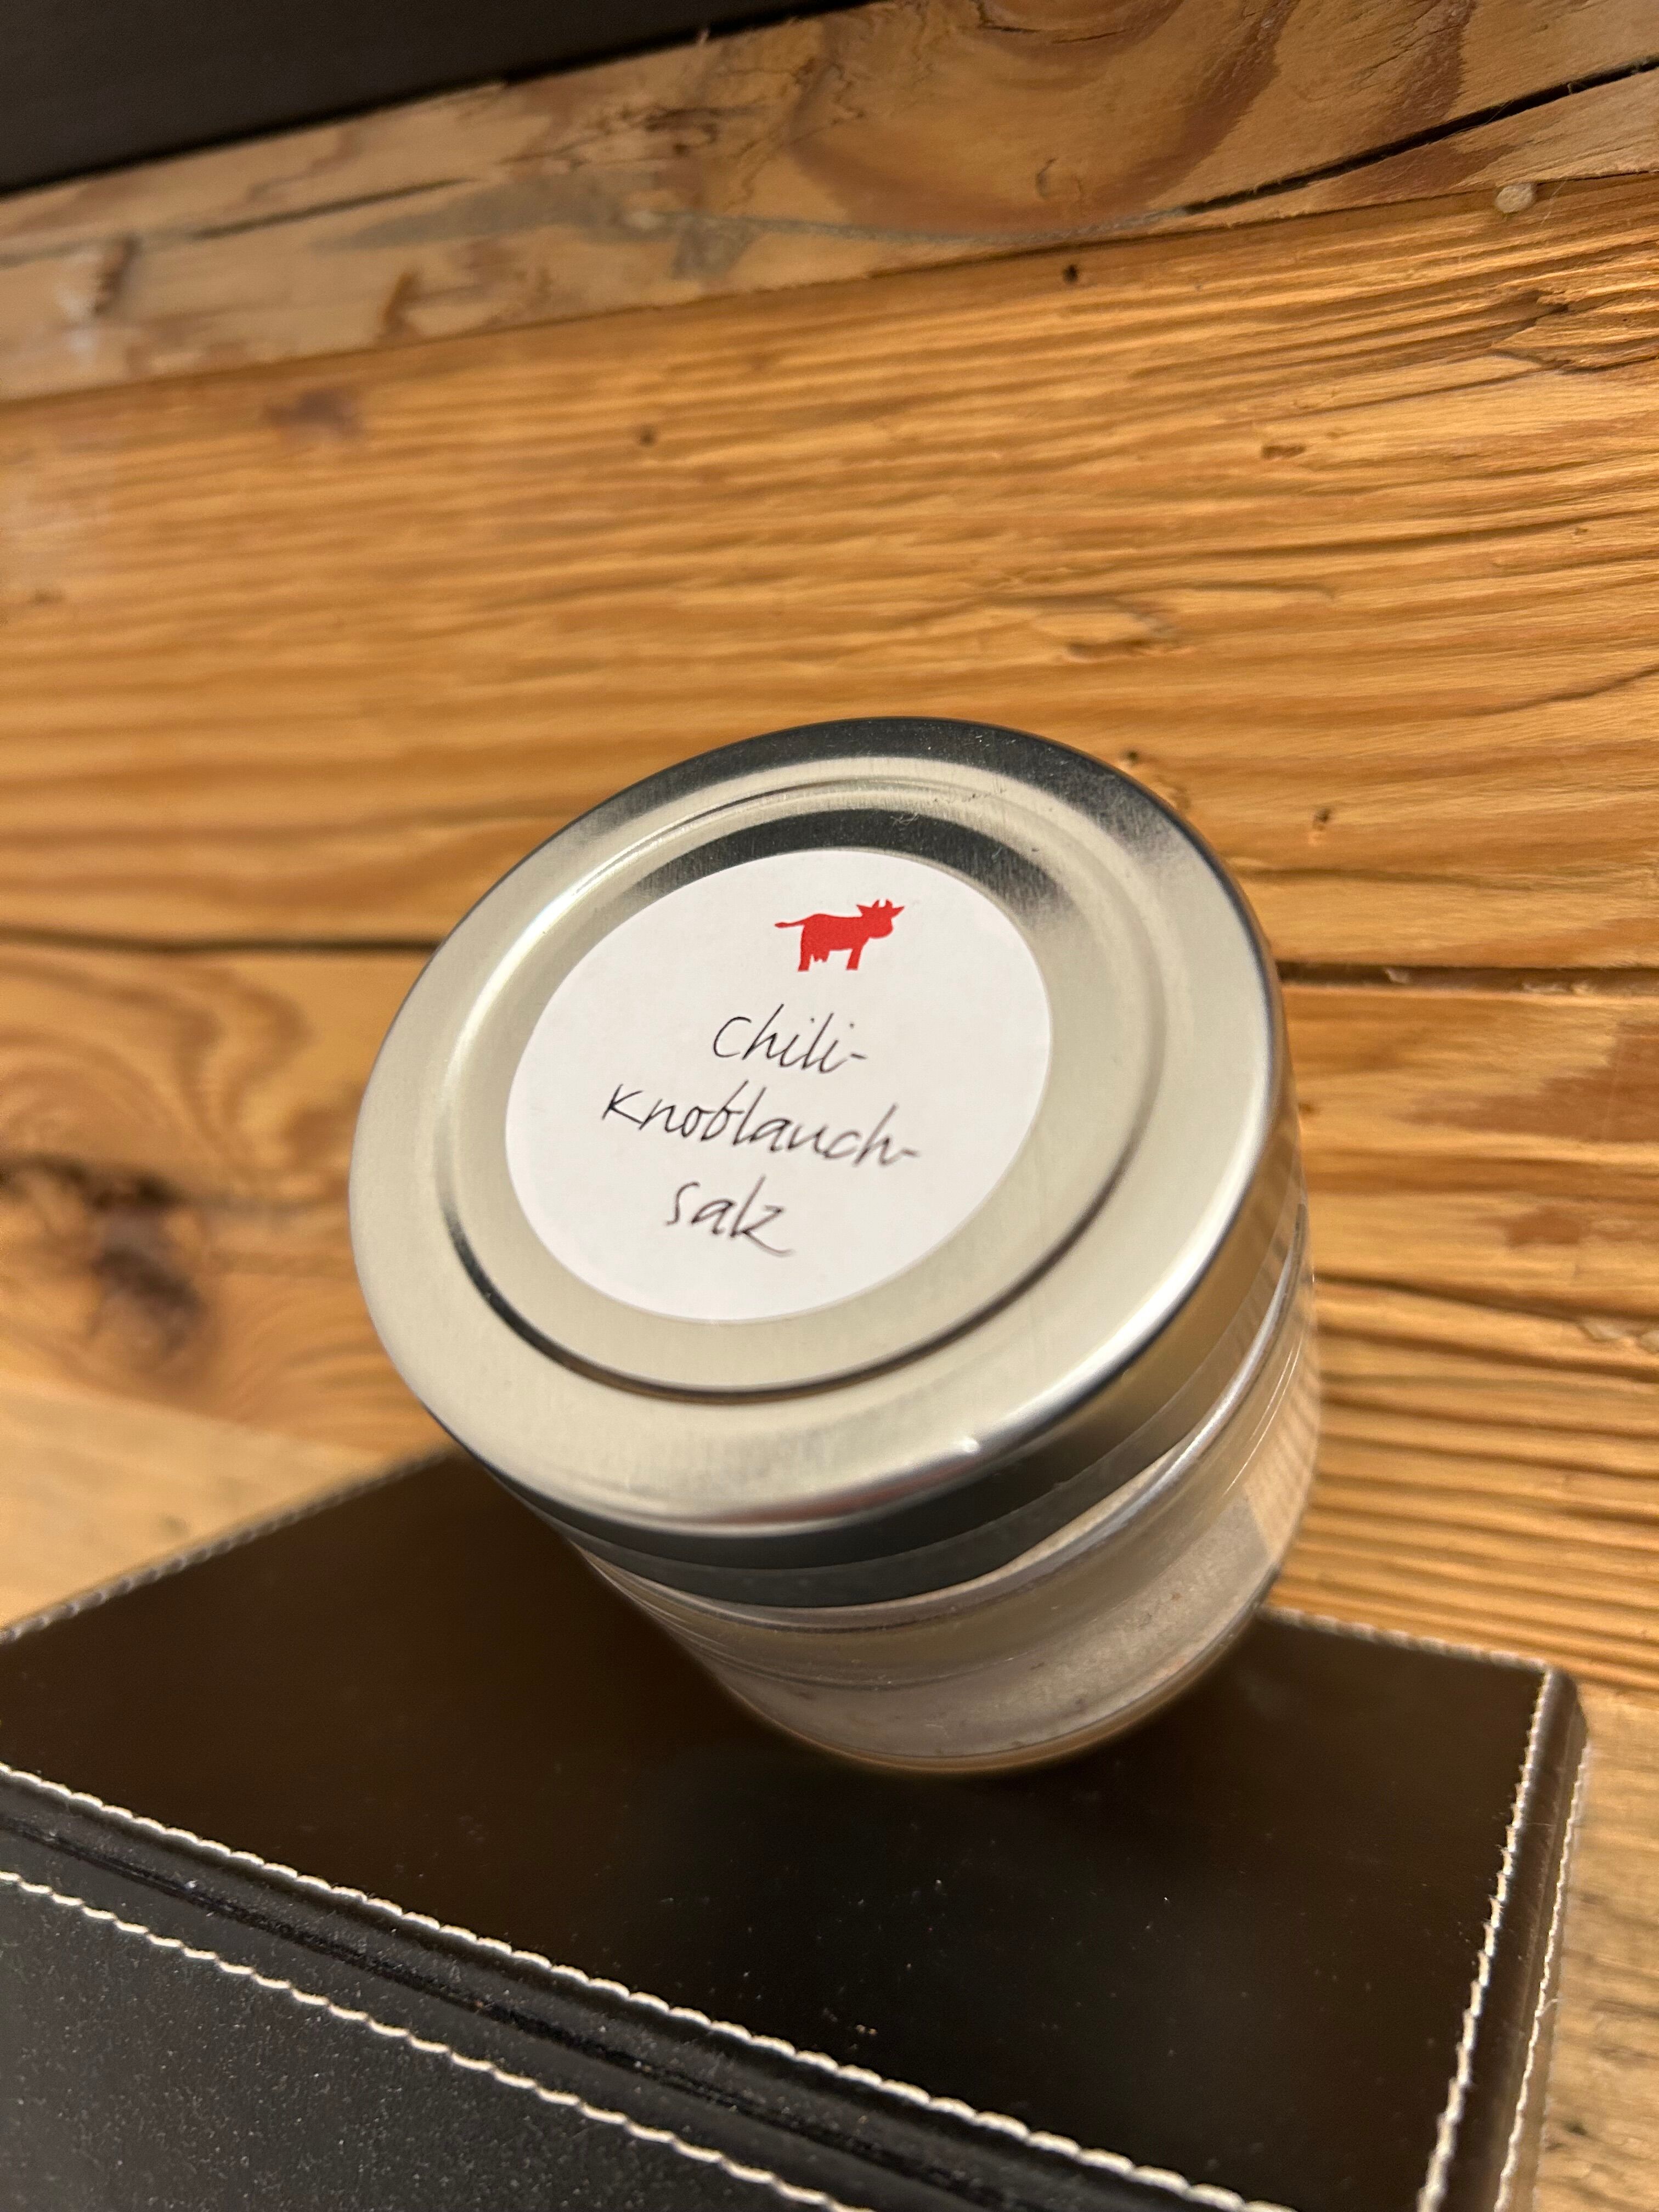 Chili-
Knoblauch-
salz